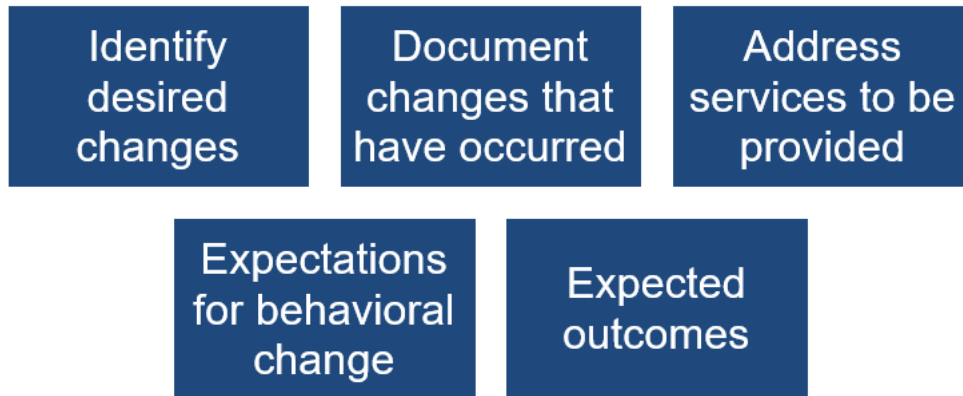 Identify
desired
changes
Document
changes that
have occurred
Address
services to be
provided
Expectations
for behavioral
change
Expected
outcomes